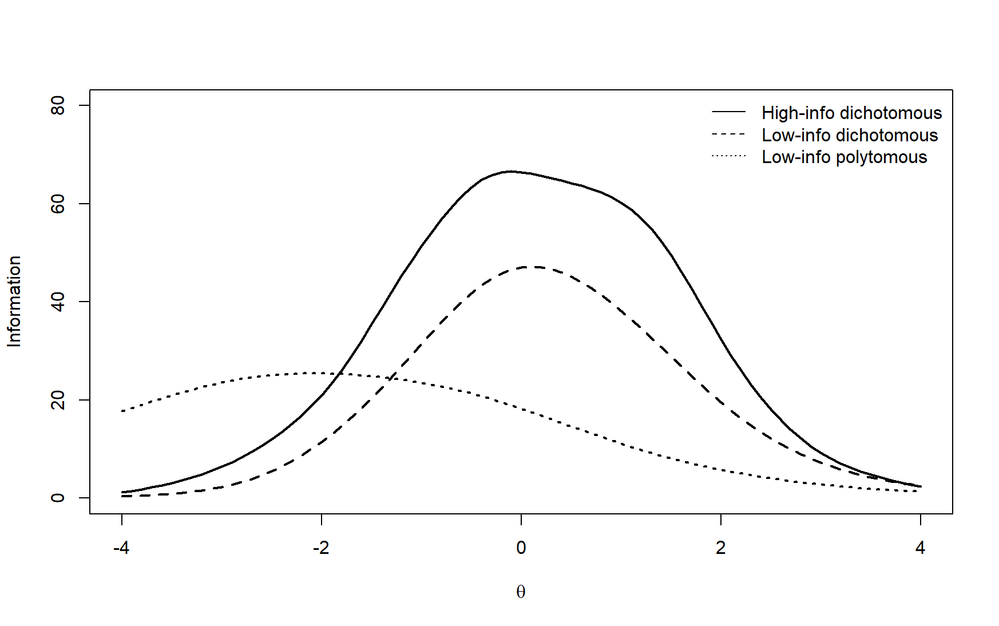 High-info dichotomous
Low-info dichotomous
Low-info polytomous
80
60
40
20
0
Information
-4
-2
0
2
4
θ